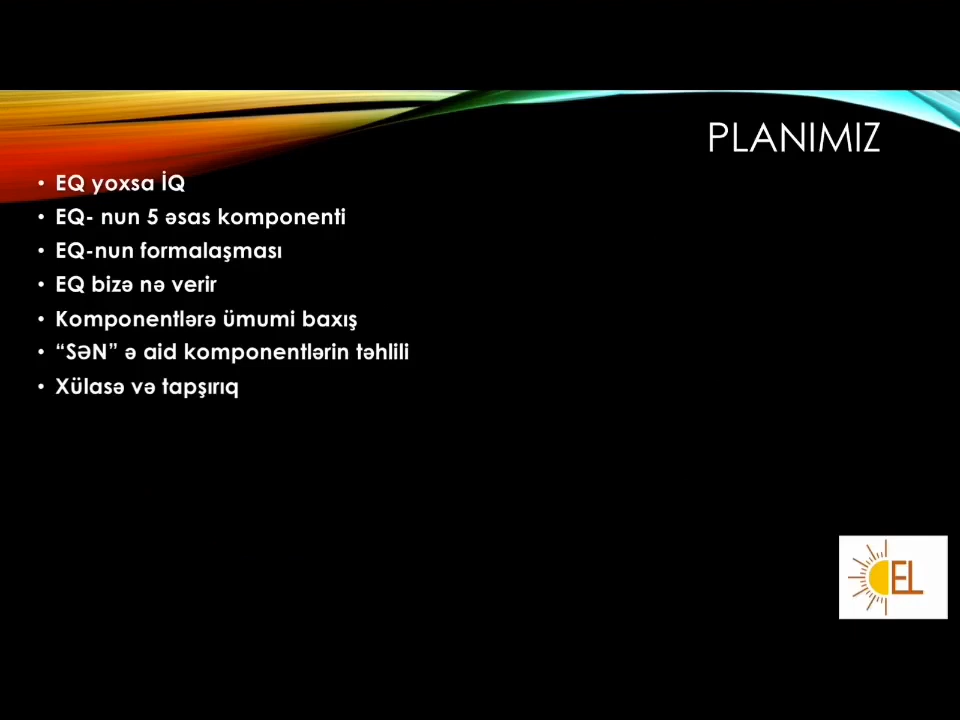 PLANIMIZ
• EQ yoxsa İQ
• EQ- nun 5 əsas komponenti
• EQ-nun formalaşması
• EQ bizə nə verir
• Komponentlərə ümumi baxış
• “SƏN” ə aid komponentlərin təhlili
• Xülasə və tapşırıq
EL